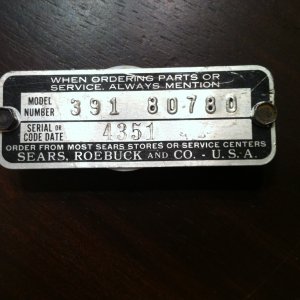 WHEN ORDERING PARTS OR
SERVICE, ALWAYS MENTION
MODEL NUMBER 391 80780
SERIAL OR CODE DATE 4351
ORDER FROM MOST SEARS STORES OR SERVICE CENTERS
SEARS, ROEBUCK AND CO. - U.S.A.